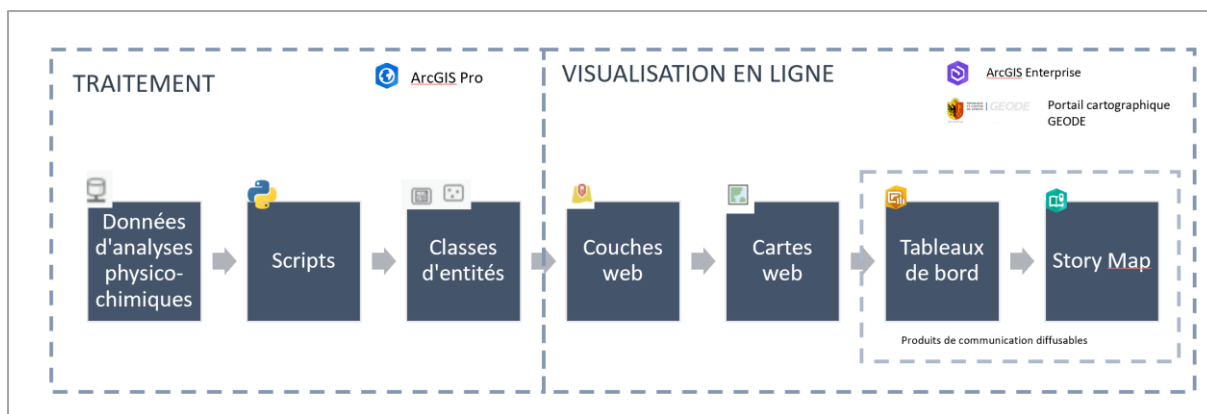 TRAITEMENT
ArcGIS Pro
VISUALISATION EN LIGNE
ArcGIS Enterprise
GEODE
Portail cartographique
GEODE
Données
d'analyses
physico-
chimiques
Scripts
Classes
d'entités
Couches
web
Cartes
web
Tableaux
de bord
Story Map
Produits de communication diffusables